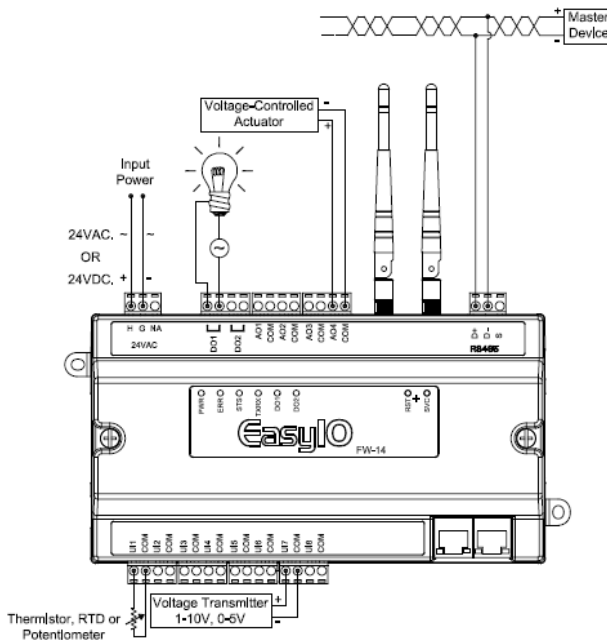 +
-
Master
Device
Voltage-Controlled
Actuator
-
+
Input
Power
24VAC. ~ ~
OR
24VDC. + -
~
H G NA
24VAC
DO1
DO2
AO1
COM
AO2
COM
AO3
COM
AO4
COM
D+
D-
S
RS485
PWR
ERR
STS
TXRX
DO1
DO2
RST
+
SVC
EasyIO
FW-14
UI1
COM
UI2
COM
UI3
COM
UI4
COM
UI5
COM
UI6
COM
UI7
COM
UI8
COM
Thermistor, RTD or
Potentiometer
Voltage Transmitter
1-10V, 0-5V
+
-